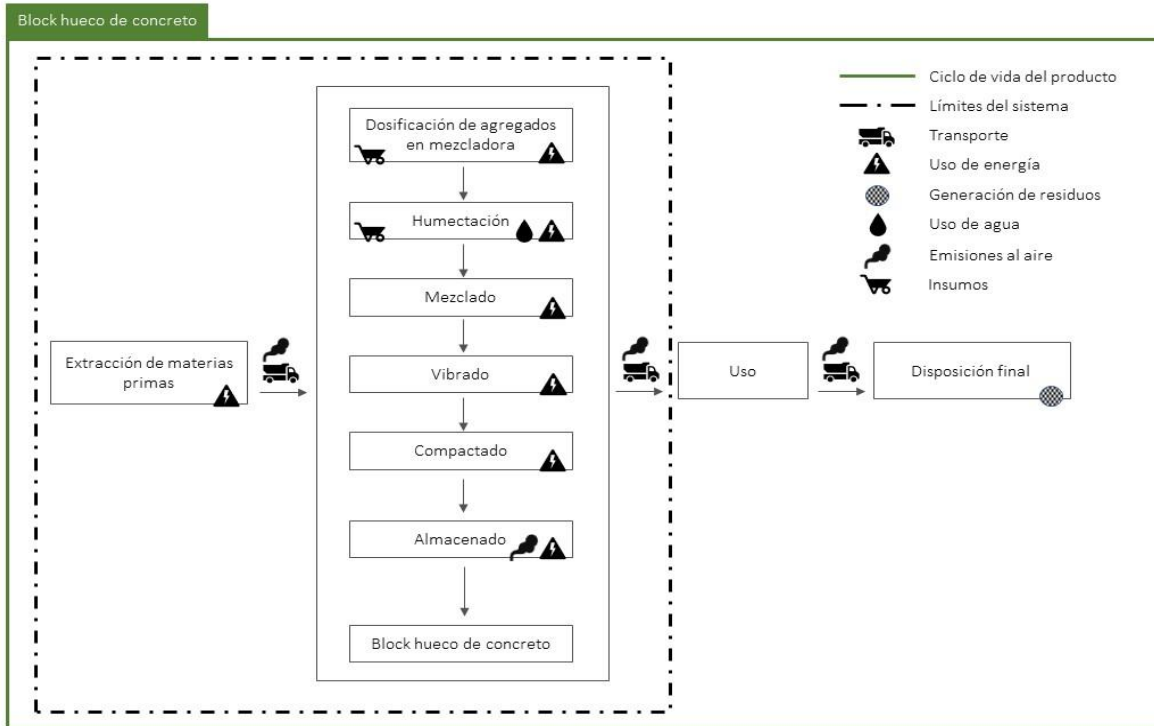 Block hueco de concreto
Dosificación de agregados
en mezcladora
Humectación
Mezclado
Vibrado
Compactado
Almacenado
Block hueco de concreto
Extracción de materias
primas
Uso
Disposición final
Ciclo de vida del producto
Límites del sistema
Transporte
Uso de energía
Generación de residuos
Uso de agua
Emisiones al aire
Insumos